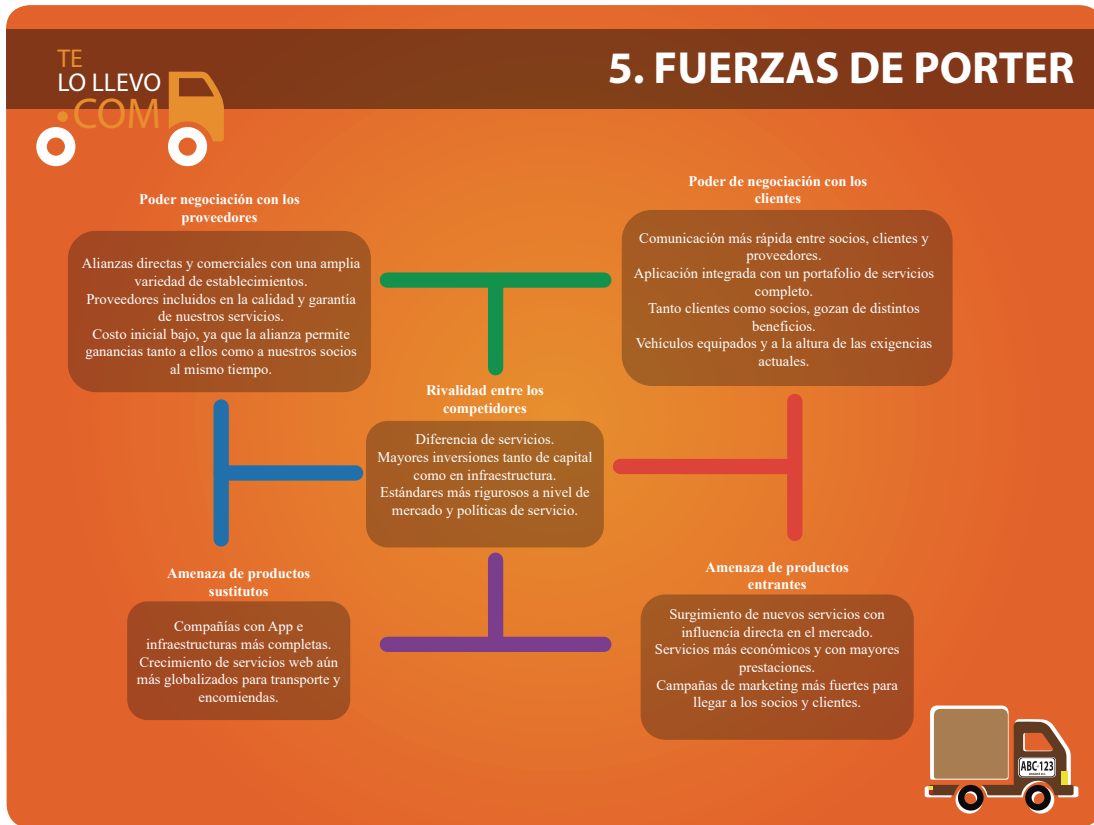 TE
LO LLEVO
.COM
5. FUERZAS DE PORTER
Poder negociación con los
proveedores
Alianzas directas y comerciales con una amplia
variedad de establecimientos.
Proveedores incluidos en la calidad y garantía
de nuestros servicios.
Costo inicial bajo, ya que la alianza permite
ganancias tanto a ellos como a nuestros socios
al mismo tiempo.
Poder de negociación con los
clientes
Comunicación más rápida entre socios, clientes y
proveedores.
Aplicación integrada con un portafolio de servicios
completo.
Tanto clientes como socios, gozan de distintos
beneficios.
Vehículos equipados y a la altura de las exigencias
actuales.
Rivalidad entre los
competidores
Diferencia de servicios.
Mayores inversiones tanto de capital
como en infraestructura.
Estándares más rigurosos a nivel de
mercado y políticas de servicio.
Amenaza de productos
sustitutos
Compañías con App e
infraestructuras más completas.
Crecimiento de servicios web aún
más globalizados para transporte y
encomiendas.
Amenaza de productos
entrantes
Surgimiento de nuevos servicios con
influencia directa en el mercado.
Servicios más económicos y con mayores
prestaciones.
Campañas de marketing más fuertes para
llegar a los socios y clientes.
ABC·123